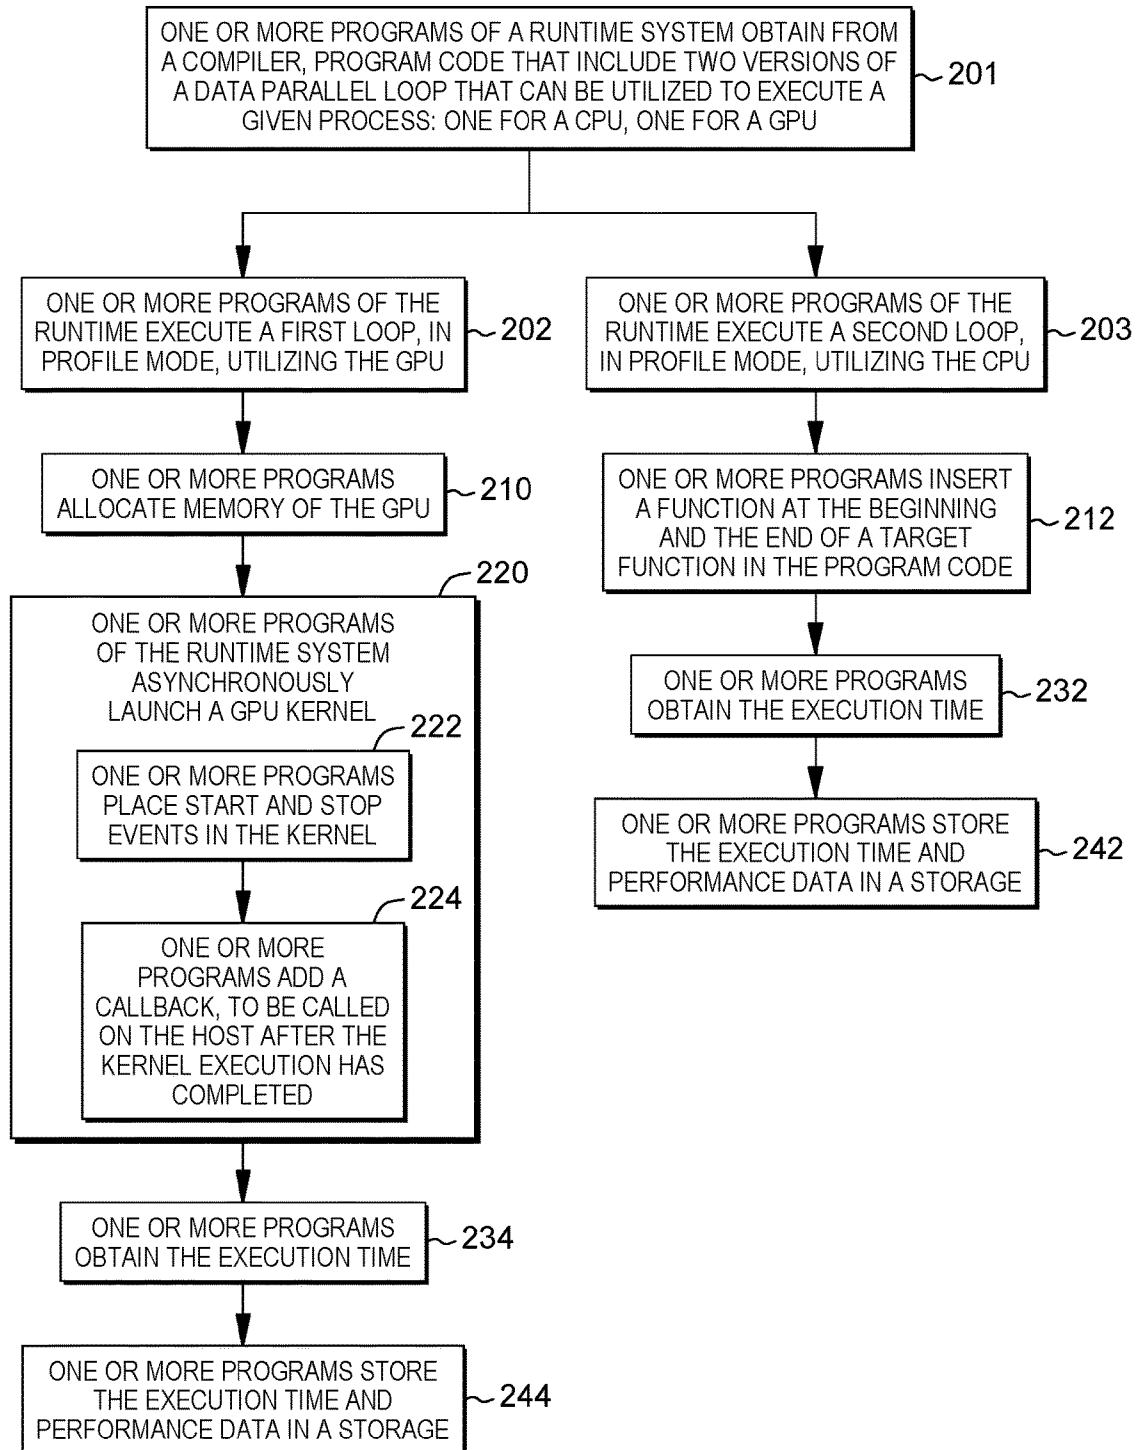 ONE OR MORE PROGRAMS OF A RUNTIME SYSTEM OBTAIN FROM
A COMPILER, PROGRAM CODE THAT INCLUDE TWO VERSIONS OF
A DATA PARALLEL LOOP THAT CAN BE UTILIZED TO EXECUTE A
GIVEN PROCESS: ONE FOR A CPU, ONE FOR A GPU
201
ONE OR MORE PROGRAMS OF THE
RUNTIME EXECUTE A FIRST LOOP, IN
PROFILE MODE, UTILIZING THE GPU
202
ONE OR MORE PROGRAMS
ALLOCATE MEMORY OF THE GPU
210
220
ONE OR MORE PROGRAMS
OF THE RUNTIME SYSTEM
ASYNCHRONOUSLY
LAUNCH A GPU KERNEL
222
ONE OR MORE PROGRAMS
PLACE START AND STOP
EVENTS IN THE KERNEL
224
ONE OR MORE
PROGRAMS ADD A
CALLBACK, TO BE CALLED
ON THE HOST AFTER THE
KERNEL EXECUTION HAS
COMPLETED
ONE OR MORE PROGRAMS
OBTAIN THE EXECUTION TIME
234
ONE OR MORE PROGRAMS STORE
THE EXECUTION TIME AND
PERFORMANCE DATA IN A STORAGE
244
ONE OR MORE PROGRAMS OF THE
RUNTIME EXECUTE A SECOND LOOP,
IN PROFILE MODE, UTILIZING THE CPU
203
ONE OR MORE PROGRAMS INSERT
A FUNCTION AT THE BEGINNING
AND THE END OF A TARGET
FUNCTION IN THE PROGRAM CODE
212
ONE OR MORE PROGRAMS
OBTAIN THE EXECUTION TIME
232
ONE OR MORE PROGRAMS STORE
THE EXECUTION TIME AND
PERFORMANCE DATA IN A STORAGE
242